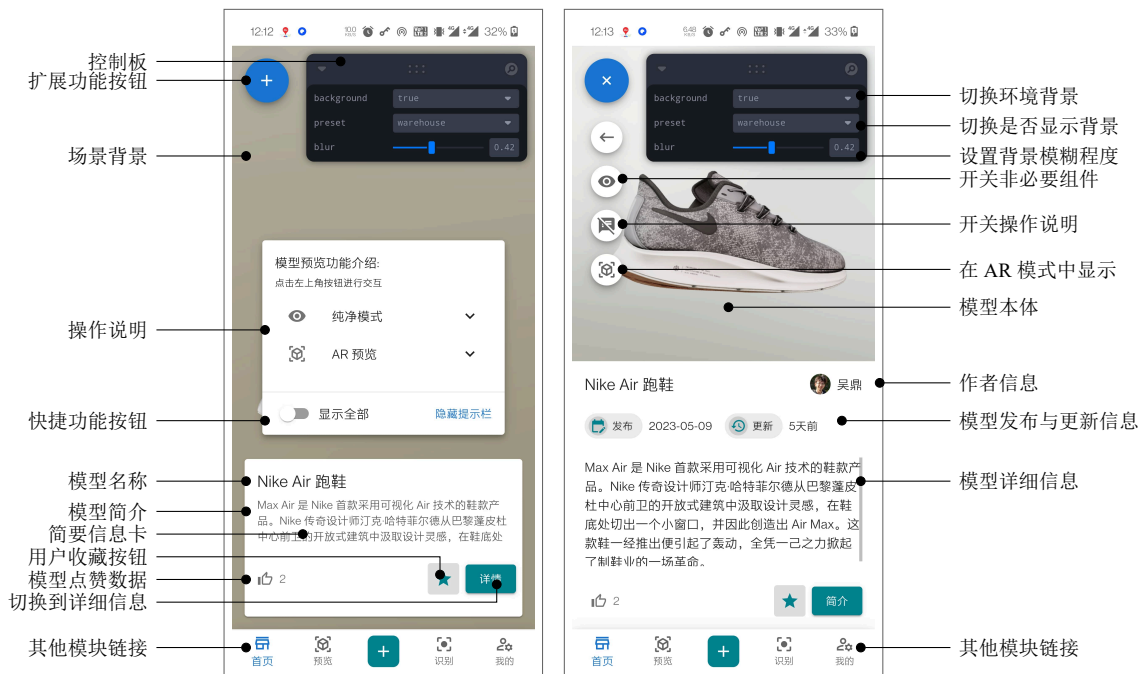 控制板
扩展功能按钮
场景背景
操作说明
快捷功能按钮
模型名称
模型简介
简要信息卡
用户收藏按钮
模型点赞数据
切换到详细信息
其他模块链接
12:12
32%
background true
preset warehouse
blur 0.42
模型预览功能介绍:
点击左上角按钮进行交互
纯净模式
AR 预览
显示全部 隐藏提示栏
Nike Air 跑鞋
Max Air 是 Nike 首款采用可视化 Air 技术的鞋款产
品。Nike 传奇设计师汀克·哈特菲尔德从巴黎蓬皮杜
中心前卫的开放式建筑中汲取设计灵感，在鞋底处
2
详情
首页 预览 识别 我的
12:13
33%
background true
preset warehouse
blur 0.42
Nike Air 跑鞋 吴鼎
发布 2023-05-09 更新 5天前
Max Air 是 Nike 首款采用可视化 Air 技术的鞋款产
品。Nike 传奇设计师汀克·哈特菲尔德从巴黎蓬皮
杜中心前卫的开放式建筑中汲取设计灵感，在鞋
底处切出一个小窗口，并因此创造出 Air Max。这
款鞋一经推出便引起了轰动，全凭一己之力掀起
了制鞋业的一场革命。
2
简介
首页 预览 识别 我的
切换环境背景
切换是否显示背景
设置背景模糊程度
开关非必要组件
开关操作说明
在 AR 模式中显示
模型本体
作者信息
模型发布与更新信息
模型详细信息
其他模块链接